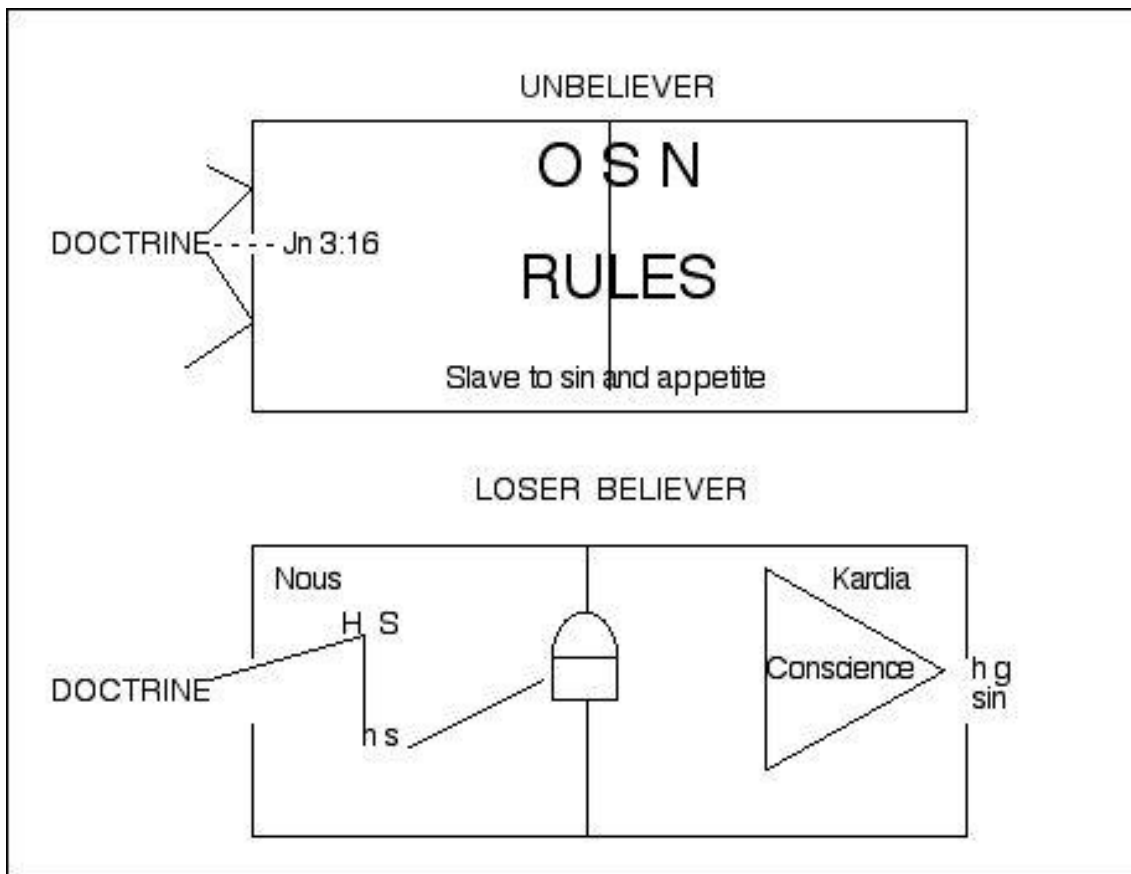 UNBELIEVER
O S N
DOCTRINE Jn 3:16
RULES
Slave to sin and appetite
LOSER BELIEVER
Nous
Kardia
H S
Conscience
h g
DOCTRINE
sin
h s